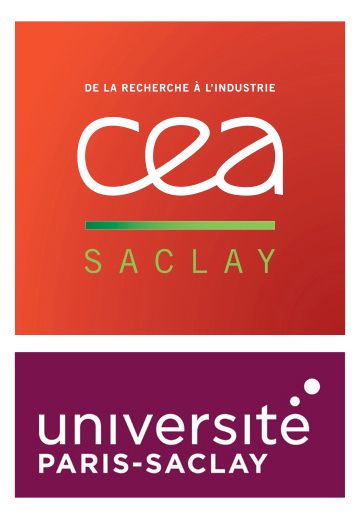 DE LA RECHERCHE À L'INDUSTRIE
cea
SACLAY
université
PARIS-SACLAY